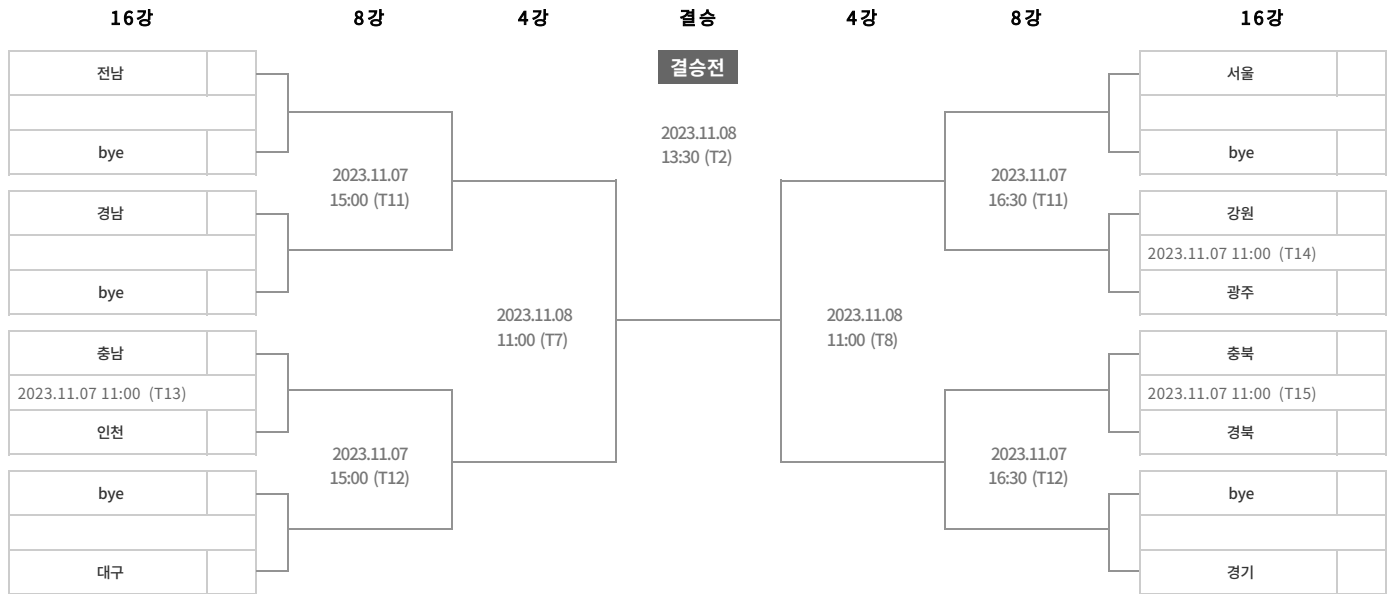 16강 8강 4강 결승 4강 8강 16강
결승전
전남
bye
경남
bye
충남
2023.11.07 11:00 (T13)
인천
bye
대구
2023.11.07
15:00 (T11)
2023.11.07
15:00 (T12)
2023.11.08
11:00 (T7)
2023.11.08
13:30 (T2)
2023.11.08
11:00 (T8)
2023.11.07
16:30 (T11)
2023.11.07
16:30 (T12)
서울
bye
강원
2023.11.07 11:00 (T14)
광주
충북
2023.11.07 11:00 (T15)
경북
bye
경기